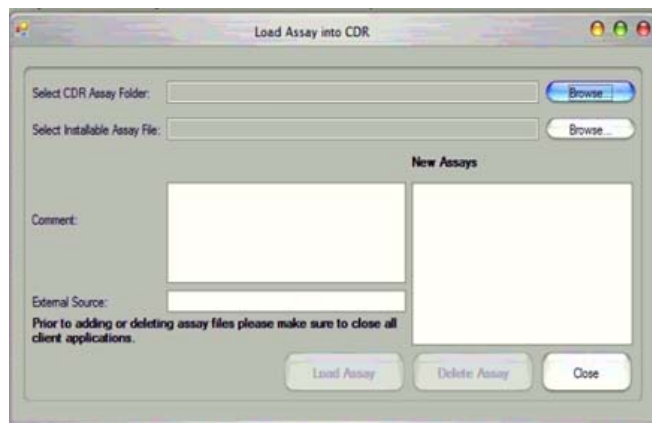 Load Assay into CDR
Select CDR Assay Folder:
Browse
Select Installable Assay File:
Browse...
New Assays
Comment:
External Source:
Prior to adding or deleting assay files please make sure to close all
client applications.
Load Assay
Delete Assay
Close